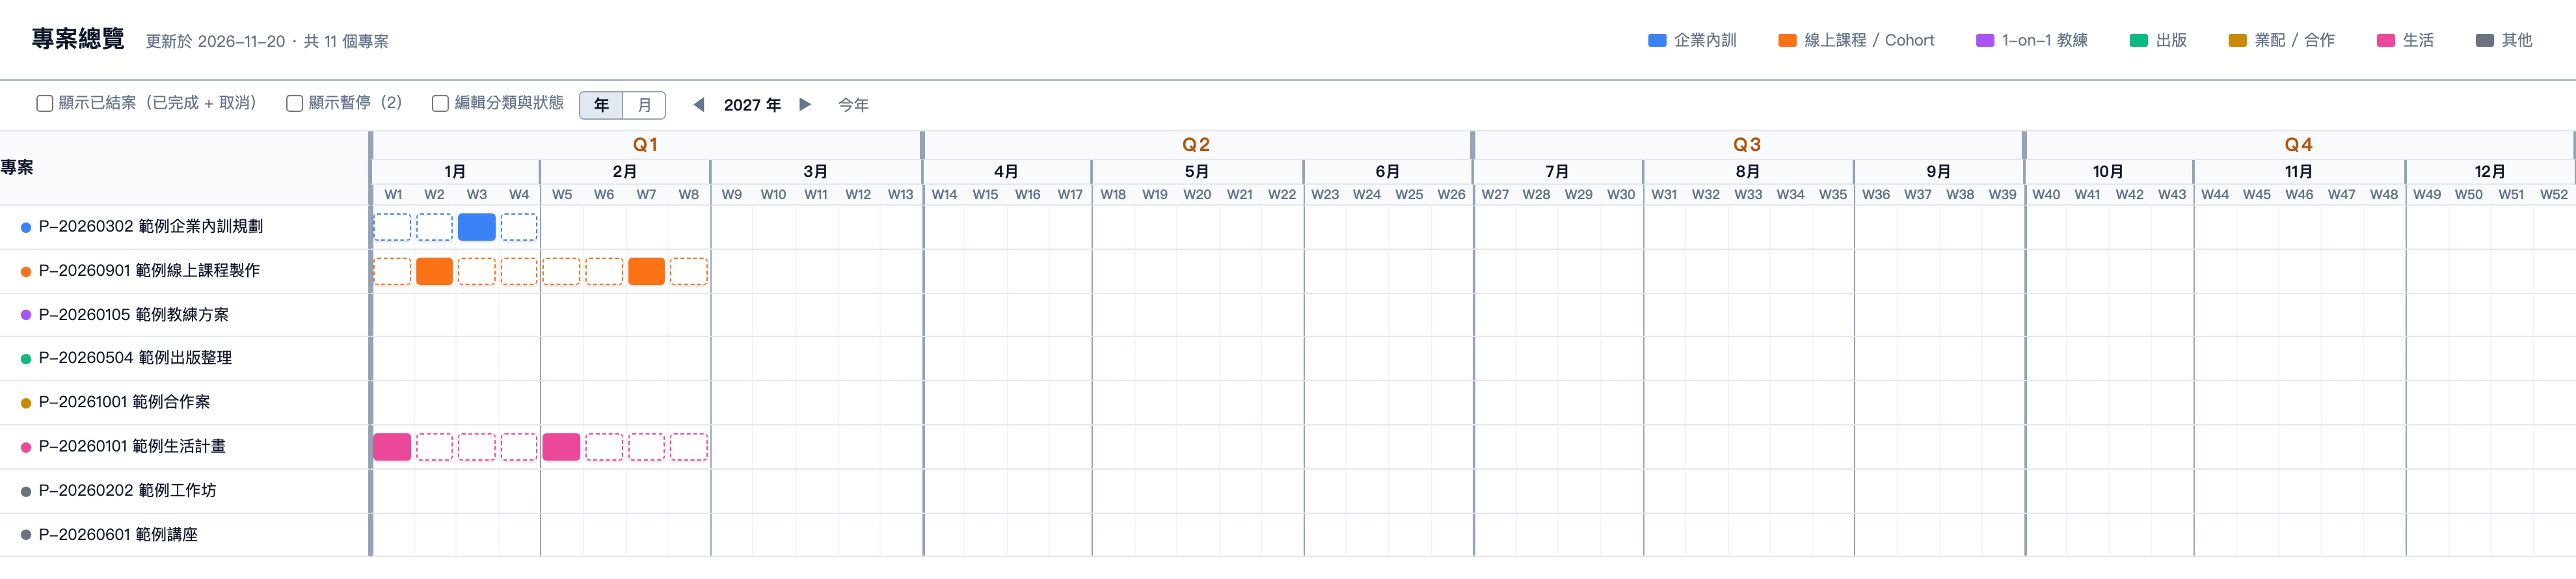 專案總覽 更新於 2026-11-20 · 共 11 個專案 企業內訓 線上課程 / Cohort 1-on-1 教練 出版 業配 / 合作 生活 其他
顯示已結案（已完成 + 取消） 顯示暫停（2） 編輯分類與狀態 年 月 ◀ 2027 年 ▶ 今年
專案 Q1 Q2 Q3 Q4
1月 2月 3月 4月 5月 6月 7月 8月 9月 10月 11月 12月
W1 W2 W3 W4 W5 W6 W7 W8 W9 W10 W11 W12 W13 W14 W15 W16 W17 W18 W19 W20 W21 W22 W23 W24 W25 W26 W27 W28 W29 W30 W31 W32 W33 W34 W35 W36 W37 W38 W39 W40 W41 W42 W43 W44 W45 W46 W47 W48 W49 W50 W51 W52
P-20260302 範例企業內訓規劃
P-20260901 範例線上課程製作
P-20260105 範例教練方案
P-20260504 範例出版整理
P-20261001 範例合作案
P-20260101 範例生活計畫
P-20260202 範例工作坊
P-20260601 範例講座